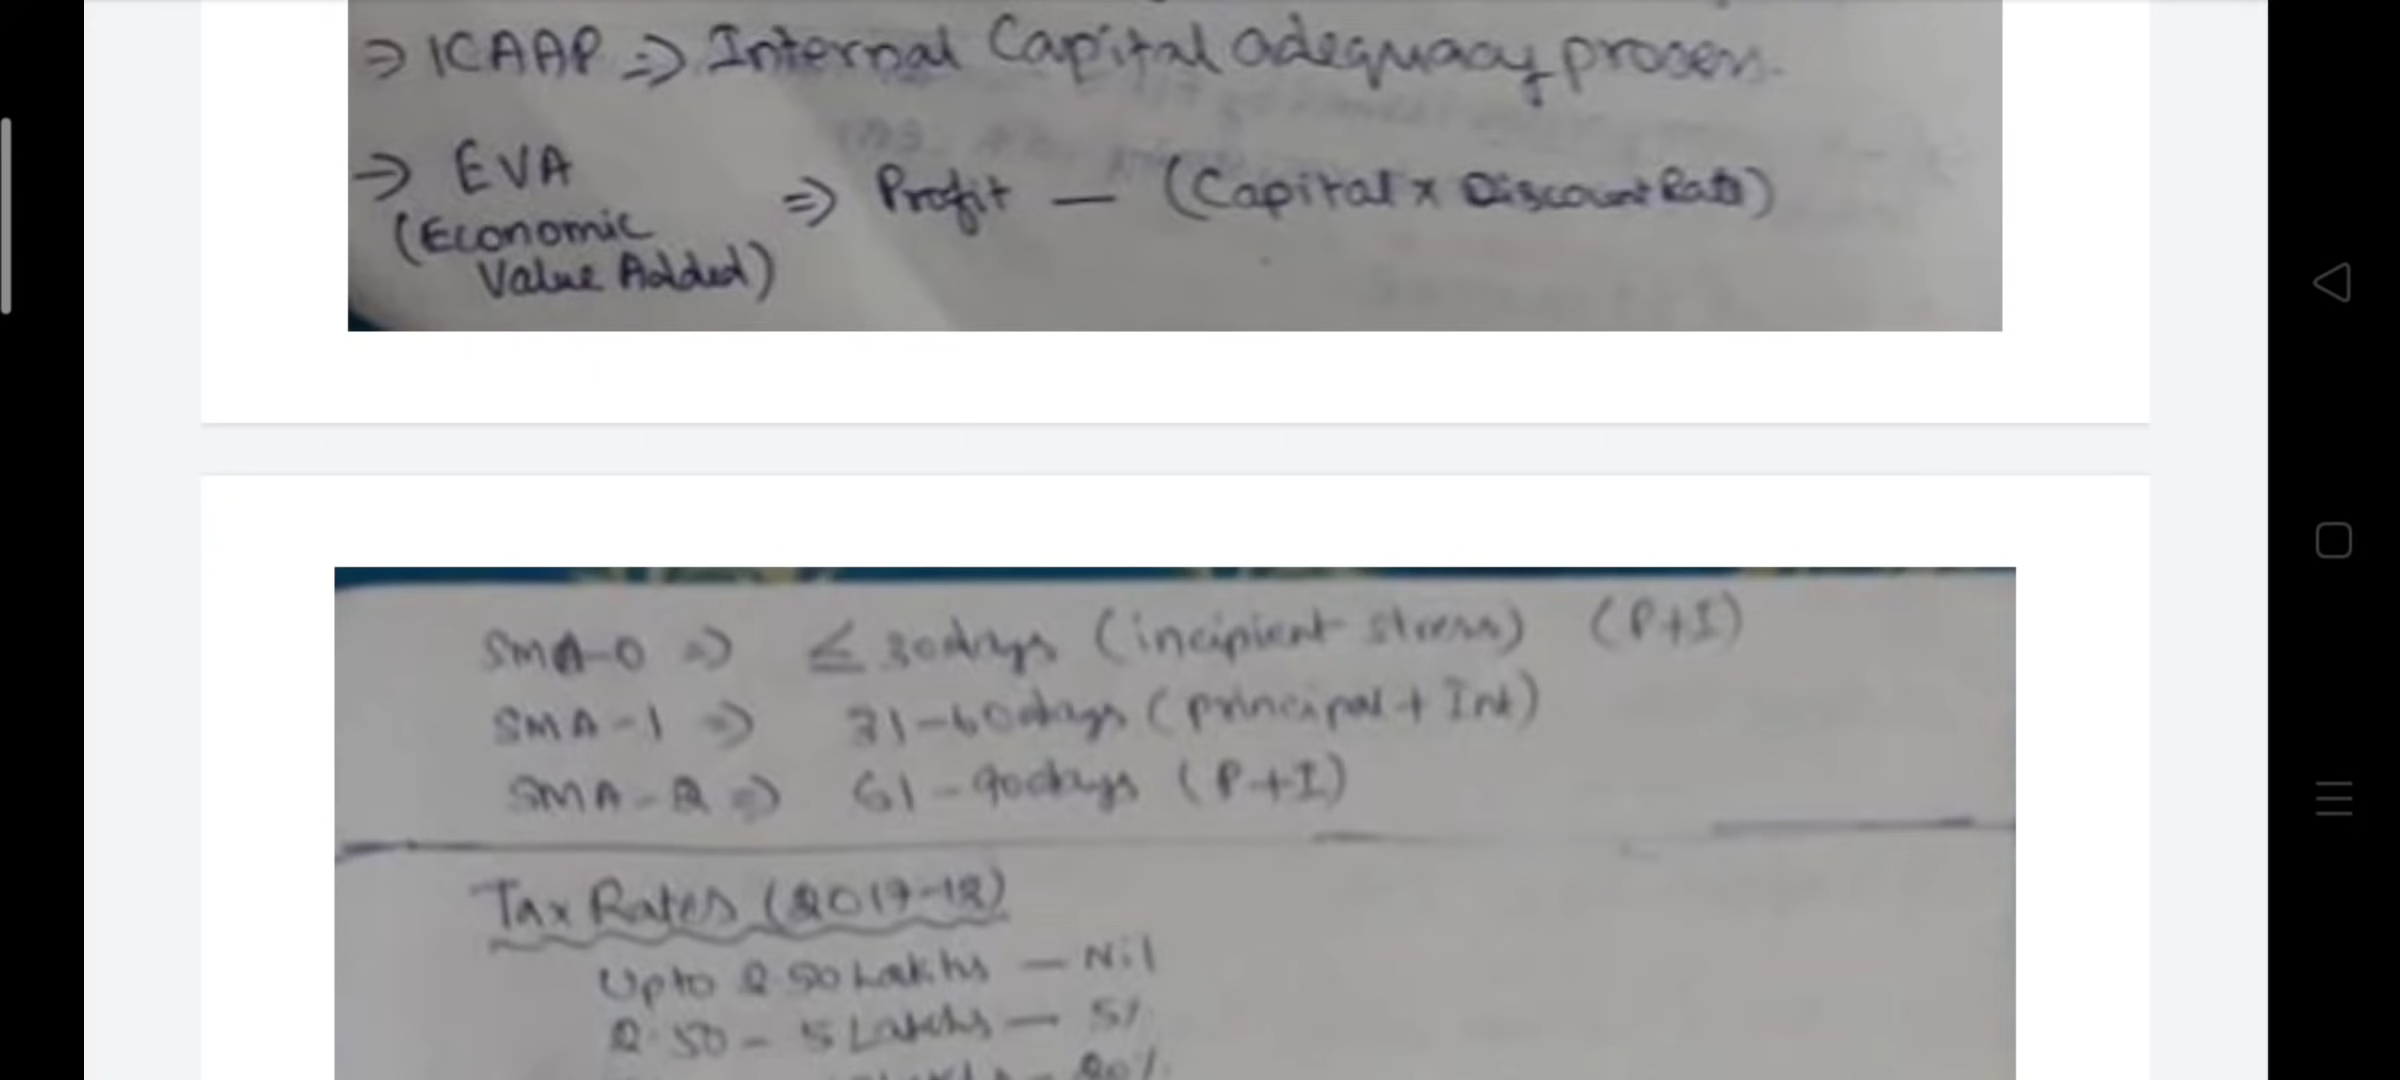 ⇒ ICAAP ⇒ Internal Capital adequacy process.
⇒ EVA ⇒ Profit — (Capital x Discount Rate)
(Economic
Value Added)
SMA-0 ⇒ ≤ 30days (incipient stress) (P+I)
SMA-1 ⇒ 31-60days (principal + Int)
SMA-2 ⇒ 61-90days (P+I)
Tax Rates (2017-18)
Upto 2.50 Lakhs — Nil
2.50 - 5 Lakhs — 5%
- 20%